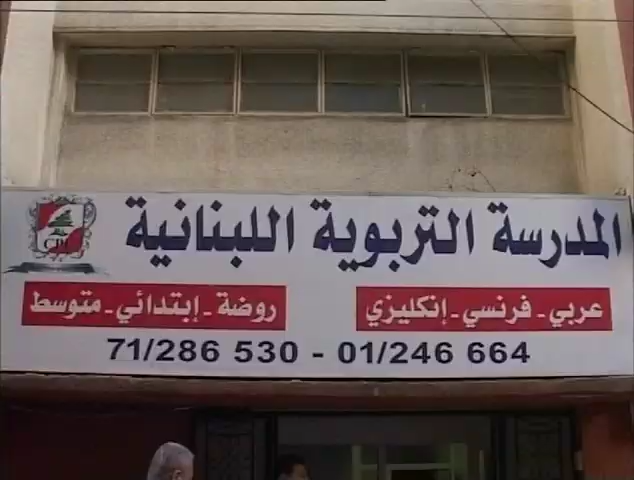 المدرسة التربوية اللبنانية
عربي - فرنسي - إنكليزي
روضة - إبتدائي - متوسط
71/286 530 - 01/246 664